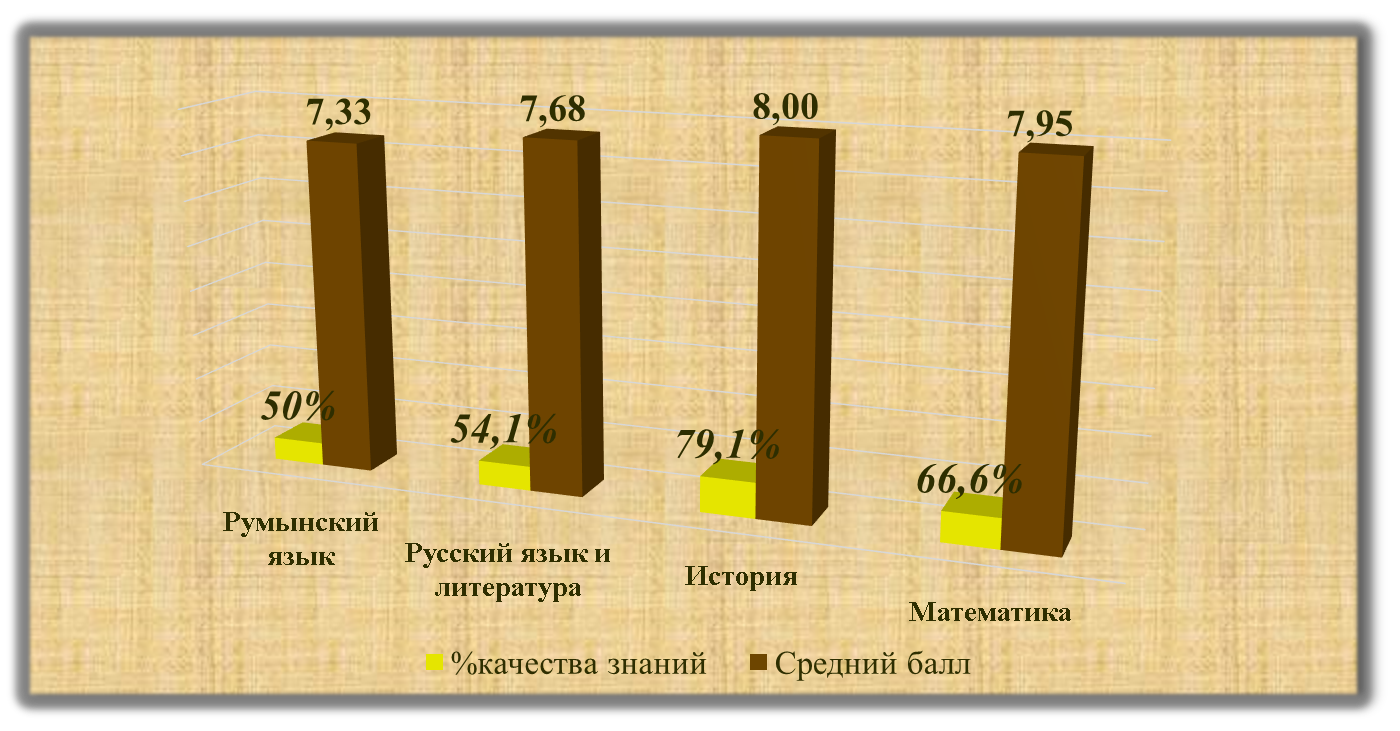 7,33
7,68
8,00
7,95
50%
54,1%
79,1%
66,6%
Румынский
язык
Русский язык и
литература
История
Математика
%качества знаний
Средний балл